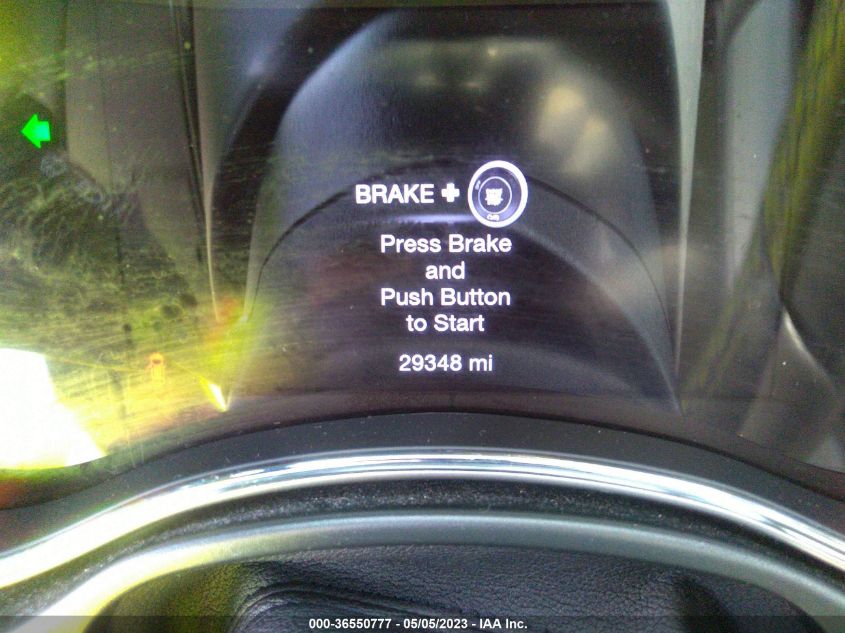 BRAKE +
Press Brake
and
Push Button
to Start
29348 mi
000-36550777 - 05/05/2023 - IAA Inc.